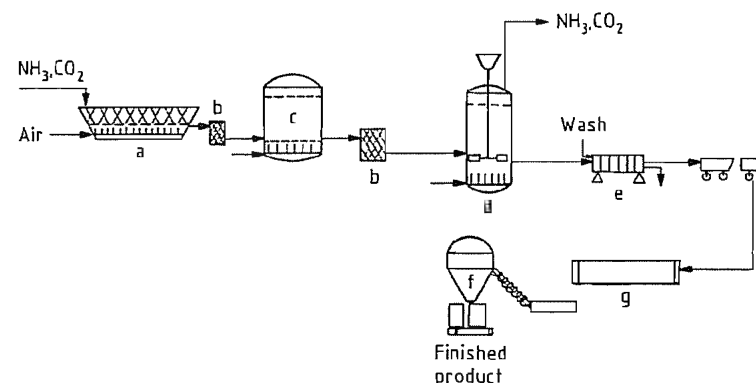 NH₃,CO₂
NH₃,CO₂
b
c
Air
a
Wash
b
d
e
f
g
Finished
product